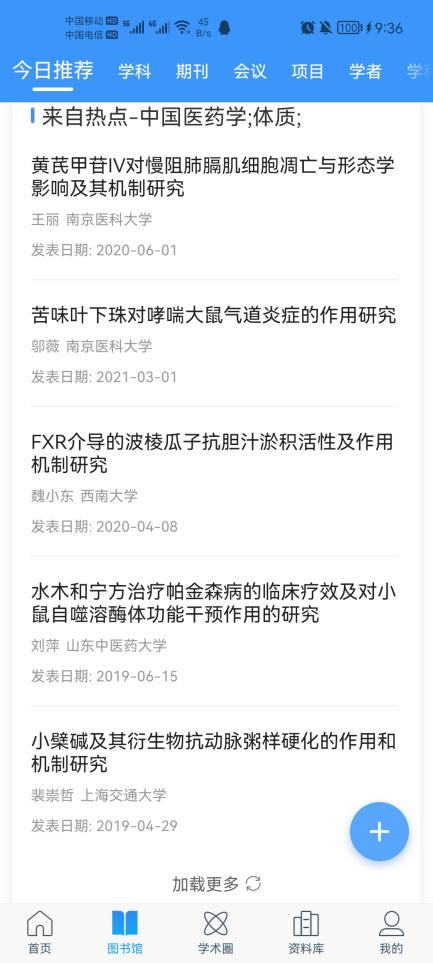 中国移动 HD 5G 4G 45 100 9:36
中国电信 HD B/s
今日推荐 学科 期刊 会议 项目 学者 学科
来自热点-中国医药学;体质;
黄芪甲苷IV对慢阻肺膈肌细胞凋亡与形态学
影响及其机制研究
王丽 南京医科大学
发表日期: 2020-06-01
苦味叶下珠对哮喘大鼠气道炎症的作用研究
邬薇 南京医科大学
发表日期: 2021-03-01
FXR介导的波棱瓜子抗胆汁淤积活性及作用
机制研究
魏小东 西南大学
发表日期: 2020-04-08
水木和宁方治疗帕金森病的临床疗效及对小
鼠自噬溶酶体功能干预作用的研究
刘萍 山东中医药大学
发表日期: 2019-06-15
小檗碱及其衍生物抗动脉粥样硬化的作用和
机制研究
裴崇哲 上海交通大学
发表日期: 2019-04-29
加载更多
首页 图书馆 学术圈 资料库 我的